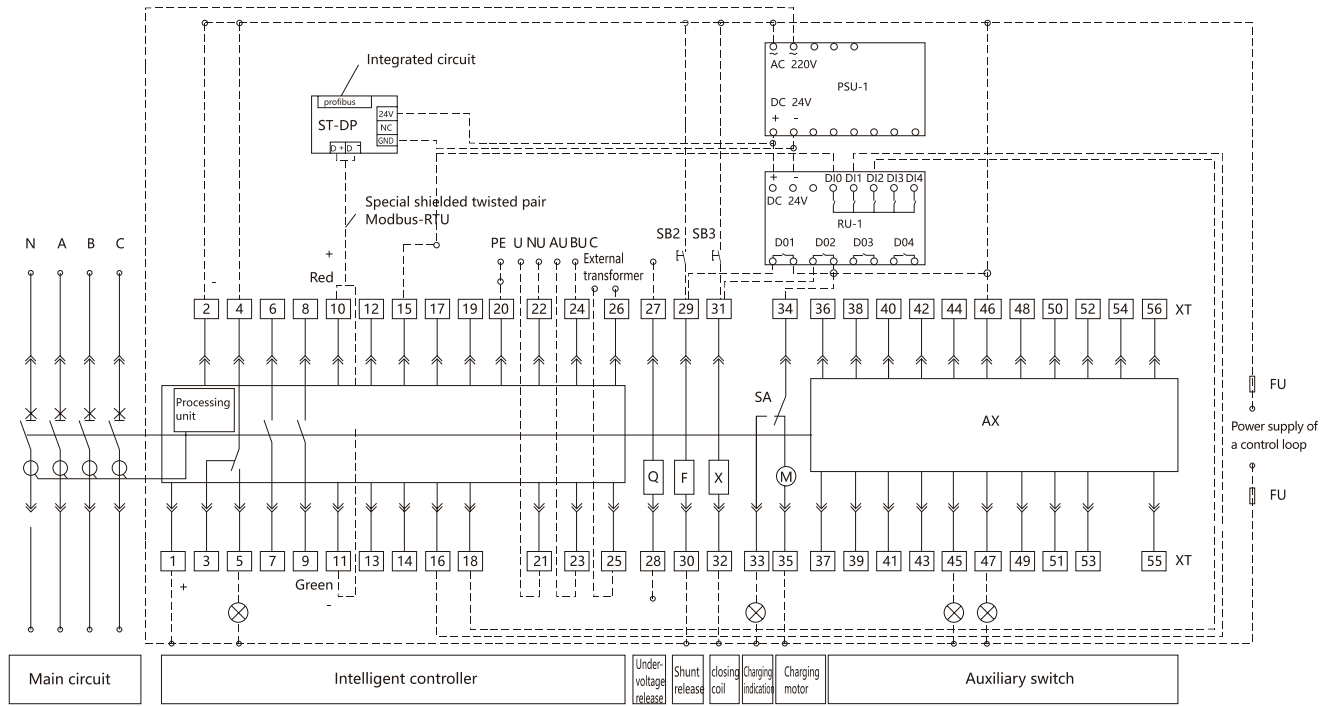 Integrated circuit
profibus
ST-DP
24V
NC
GND
D + D -
~ ~
AC 220V
PSU-1
DC 24V
+ -
+ - DI0 DI1 DI2 DI3 DI4
DC 24V
RU-1
D01 D02 D03 D04
Special shielded twisted pair
Modbus-RTU
N A B C
+
Red
-
PE U NU AU BU C
External
transformer
SB2 SB3
2 4 6 8 10 12 15 17 19 20 22 24 26 27 29 31 34 36 38 40 42 44 46 48 50 52 54 56 XT
Processing
unit
SA
AX
FU
Power supply of
a control loop
FU
Q F X M
1 3 5 7 9 11 13 14 16 18 21 23 25 28 30 32 33 35 37 39 41 43 45 47 49 51 53 55 XT
+
Green
-
Main circuit
Intelligent controller
Under-
voltage
release
Shunt
release
closing
coil
Charging
indication
Charging
motor
Auxiliary switch